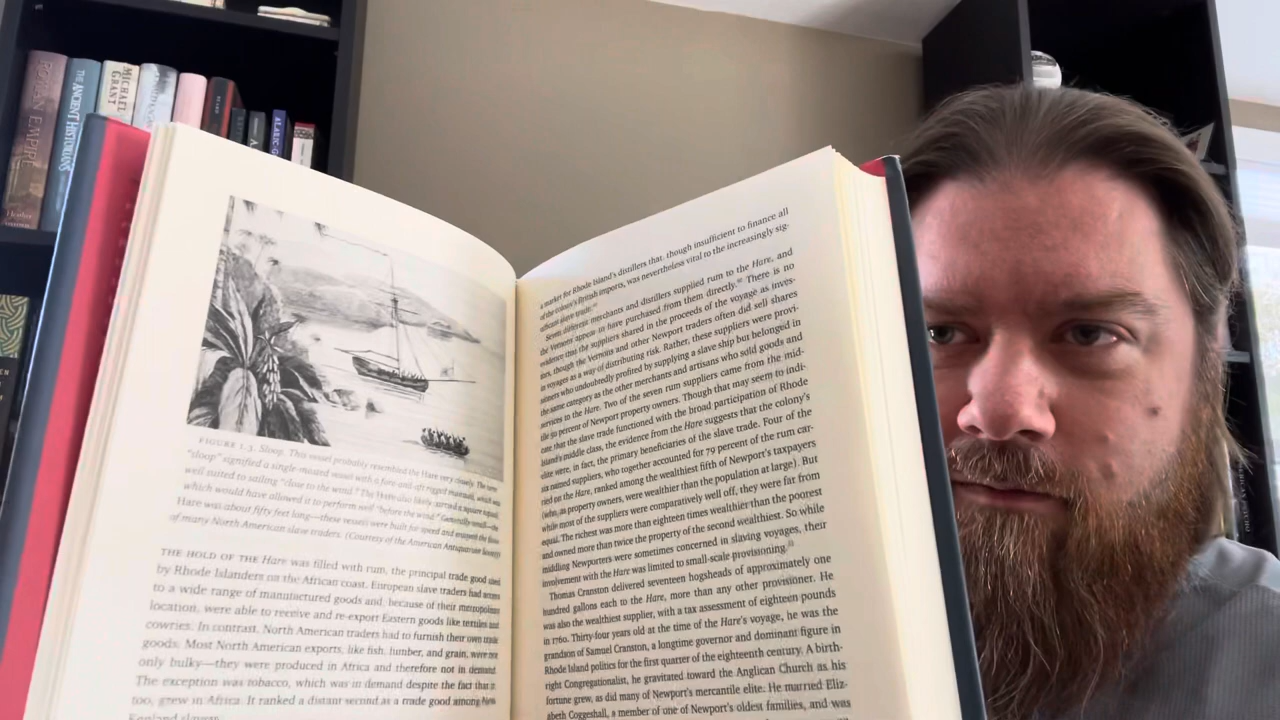 ROMAN EMPIRE
THE ANCIENT HISTORIANS
MICHAEL GRANT
ALARIC
FIGURE 1.3. Sloop. This vessel probably resembled the Hare very closely. The term
"sloop" signified a single-masted vessel with a fore-and-aft rigged mainsail, which was
well suited to sailing "close to the wind." The Hare also likely carried a square topsail,
which would have allowed it to perform well "before the wind." Generally small—the
Hare was about fifty feet long—these vessels were built for speed and
of many North American slave traders. (Courtesy of the American Antiquarian Society)
THE HOLD OF THE Hare was filled with rum, the principal trade good used
by Rhode Islanders on the African coast. European slave traders had access
to a wide range of manufactured goods and, because of their metropolitan
location, were able to receive and re-export Eastern goods like textiles and
cowries. In contrast, North American traders had to furnish their own trade
goods. Most North American exports, like fish, lumber, and grain, were not
only bulky—they were produced in Africa and therefore not in demand.
The exception was tobacco, which was in demand despite the fact that it,
too, grew in Africa. It ranked a distant second as a trade good among New
England slavers.
a market for Rhode Island's distillers that, though insufficient to finance all
of the colony's British imports, was nevertheless vital to the increasingly sig-
nificant slave trade.
Seven different merchants and distillers supplied rum to the Hare, and
the Vernons appear to have purchased from them directly. There is no
evidence that the suppliers shared in the proceeds of the voyage as inves-
tors, though the Vernons and other Newport traders often did sell shares
in voyages as a way of distributing risk. Rather, these suppliers were provi-
sioners who undoubtedly profited by supplying a slave ship but belonged in
the same category as the other merchants and artisans who sold goods and
services to the Hare. Two of the seven rum suppliers came from the mid-
dle 50 percent of Newport property owners. Though that may seem to indi-
cate that the slave trade functioned with the broad participation of Rhode
Island's middle class, the evidence from the Hare suggests that the colony's
elite were, in fact, the primary beneficiaries of the slave trade. Four of the
six named suppliers, who together accounted for 79 percent of the rum car-
ried on the Hare, ranked among the wealthiest fifth of Newport's taxpayers
(who, as property owners, were wealthier than the population at large). But
while most of the suppliers were comparatively well off, they were far from
equal. The richest was more than eighteen times wealthier than the poorest
and owned more than twice the property of the second wealthiest. So while
middling Newporters were sometimes concerned in slaving voyages, their
involvement with the Hare was limited to small-scale provisioning.
Thomas Cranston delivered seventeen hogsheads of approximately one
hundred gallons each to the Hare, more than any other provisioner. He
was also the wealthiest supplier, with a tax assessment of eighteen pounds
in 1760. Thirty-four years old at the time of the Hare's voyage, he was the
grandson of Samuel Cranston, a longtime governor and dominant figure in
Rhode Island politics for the first quarter of the eighteenth century. A birth-
right Congregationalist, he gravitated toward the Anglican Church as his
fortune grew, as did many of Newport's mercantile elite. He married Eliz-
abeth Coggeshall, a member of one of Newport's oldest families, and was